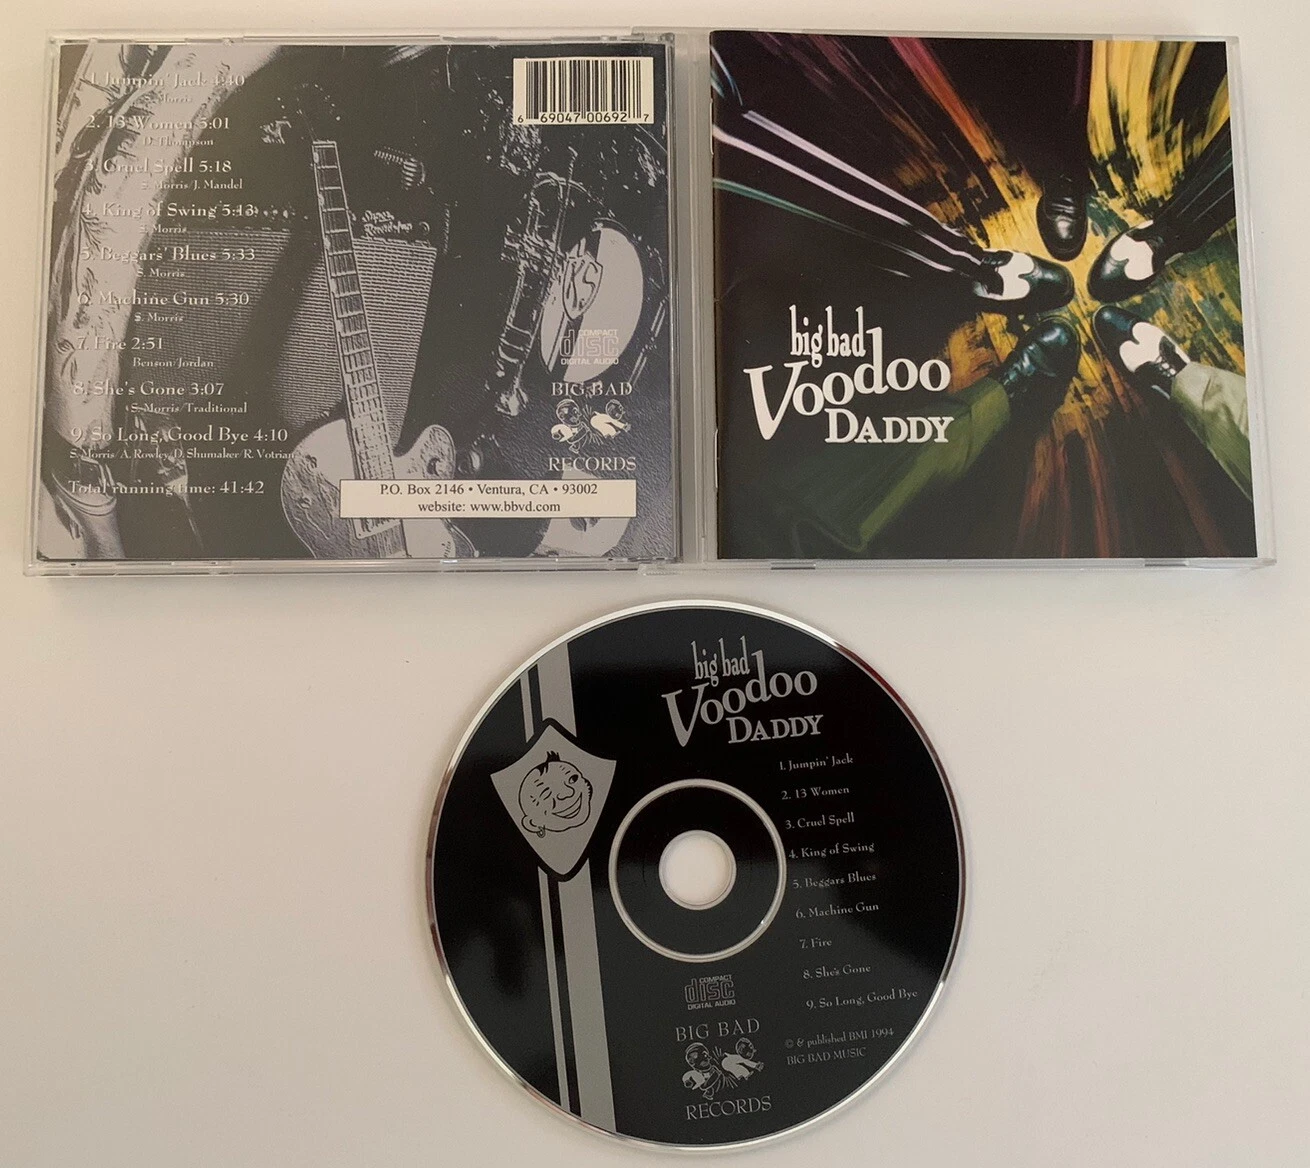 1. Jumpin' Jack 4:40
S. Morris
2. 13 Women 5:01
D. Thompson
3. Cruel Spell 5:18
S. Morris/J. Mandel
4. King of Swing 5:13
S. Morris
5. Beggars' Blues 5:33
S. Morris
6. Machine Gun 5:30
S. Morris
7. Fire 2:51
Benson/Jordan
8. She's Gone 3:07
S. Morris/Traditional
9. So Long, Good Bye 4:10
S. Morris/A. Rowley/D. Shumaker/R. Votrian
Total running time: 41:42
Super
Reverb
6 69047 00692 7
KS
COMPACT
disc
DIGITAL AUDIO
BIG BAD
RECORDS
P.O. Box 2146 • Ventura, CA • 93002
website: www.bbvd.com
big bad
Voodoo
DADDY
big bad
Voodoo
DADDY
1. Jumpin' Jack
2. 13 Women
3. Cruel Spell
4. King of Swing
5. Beggars Blues
6. Machine Gun
7. Fire
8. She's Gone
9. So Long, Good Bye
© & published BMI 1994
BIG BAD MUSIC
COMPACT
disc
DIGITAL AUDIO
BIG BAD
RECORDS